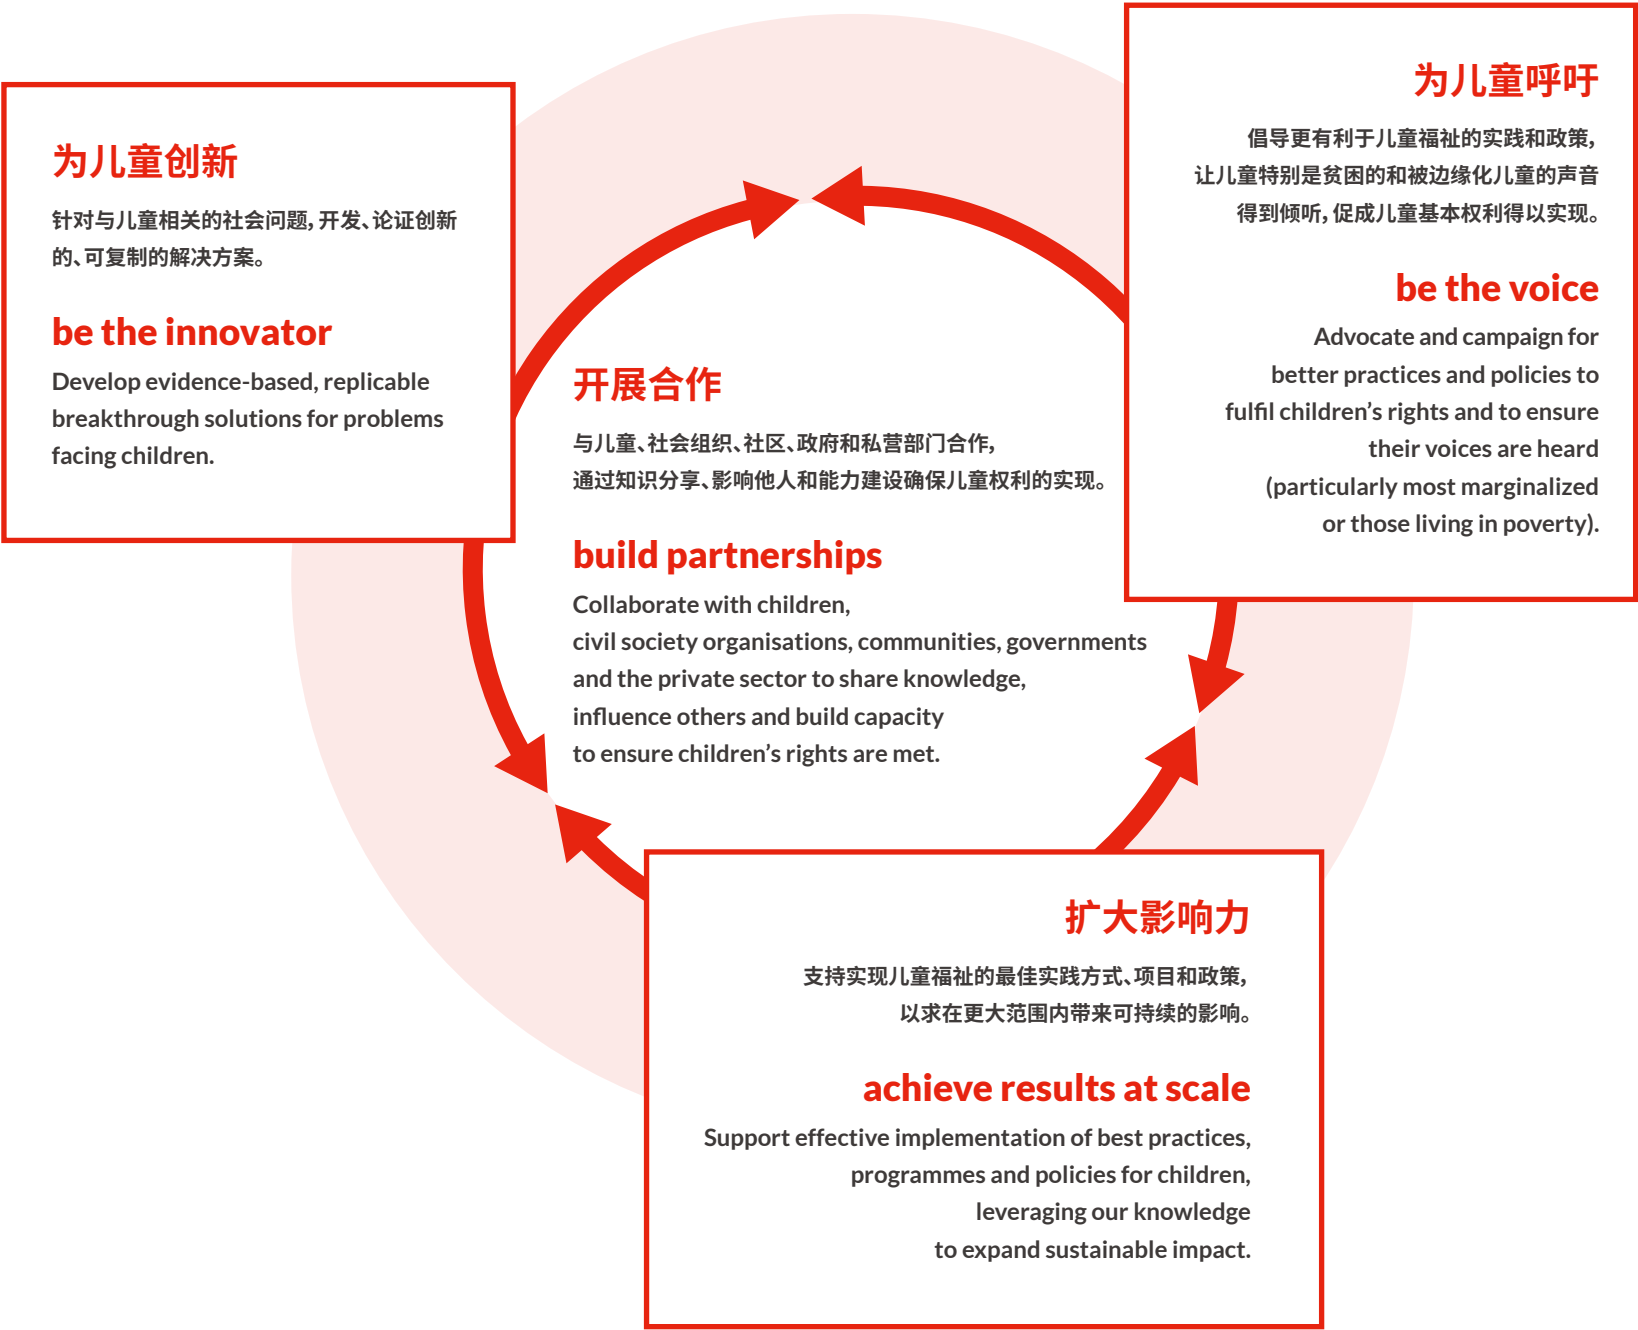 为儿童创新
针对与儿童相关的社会问题，开发、论证创新
的、可复制的解决方案。
be the innovator
Develop evidence-based, replicable
breakthrough solutions for problems
facing children.
为儿童呼吁
倡导更有利于儿童福祉的实践和政策，
让儿童特别是贫困的和被边缘化儿童的声音
得到倾听，促成儿童基本权利得以实现。
be the voice
Advocate and campaign for
better practices and policies to
fulfil children’s rights and to ensure
their voices are heard
(particularly most marginalized
or those living in poverty).
开展合作
与儿童、社会组织、社区、政府和私营部门合作，
通过知识分享、影响他人和能力建设确保儿童权利的实现。
build partnerships
Collaborate with children,
civil society organisations, communities, governments
and the private sector to share knowledge,
influence others and build capacity
to ensure children’s rights are met.
扩大影响力
支持实现儿童福祉的最佳实践方式、项目和政策，
以求在更大范围内带来可持续的影响。
achieve results at scale
Support effective implementation of best practices,
programmes and policies for children,
leveraging our knowledge
to expand sustainable impact.